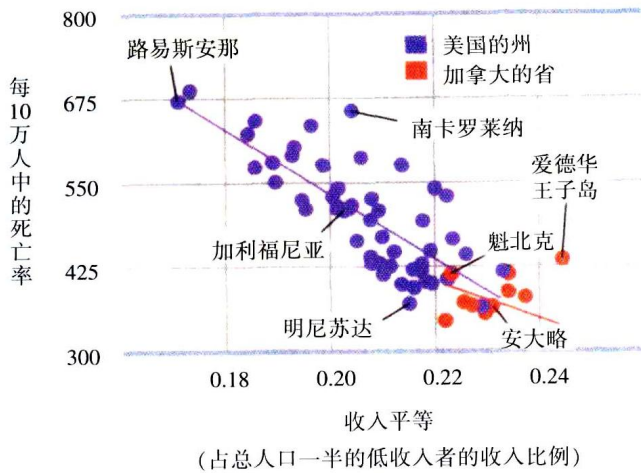 800
675
550
425
300
每10万人中的死亡率
路易斯安那
美国的州
加拿大的省
南卡罗莱纳
爱德华
王子岛
加利福尼亚
魁北克
明尼苏达
安大略
0.18
0.20
0.22
0.24
收入平等
(占总人口一半的低收入者的收入比例)